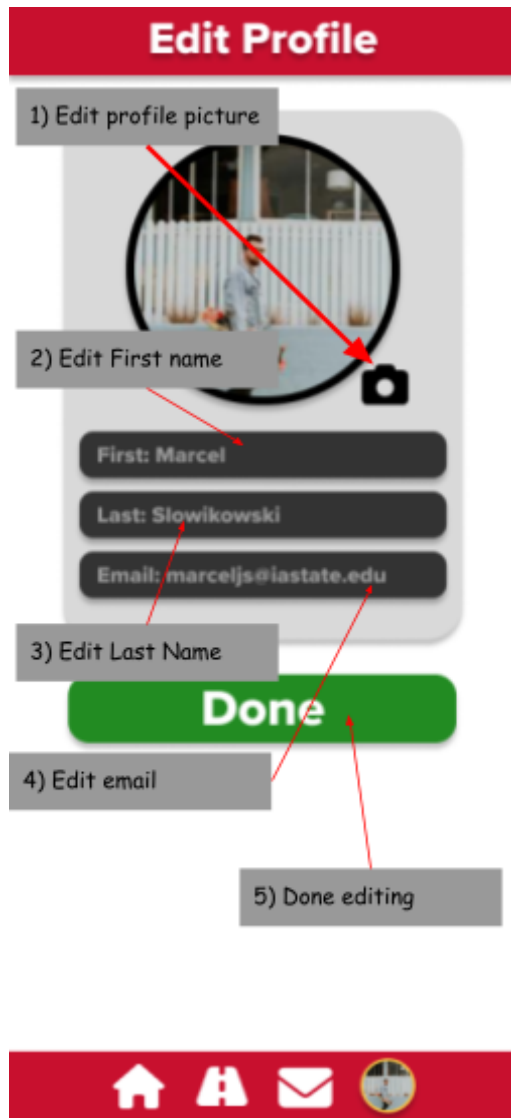 Edit Profile
1) Edit profile picture
2) Edit First name
First: Marcel
Last: Slowikowski
Email: marceljs@iastate.edu
3) Edit Last Name
Done
4) Edit email
5) Done editing